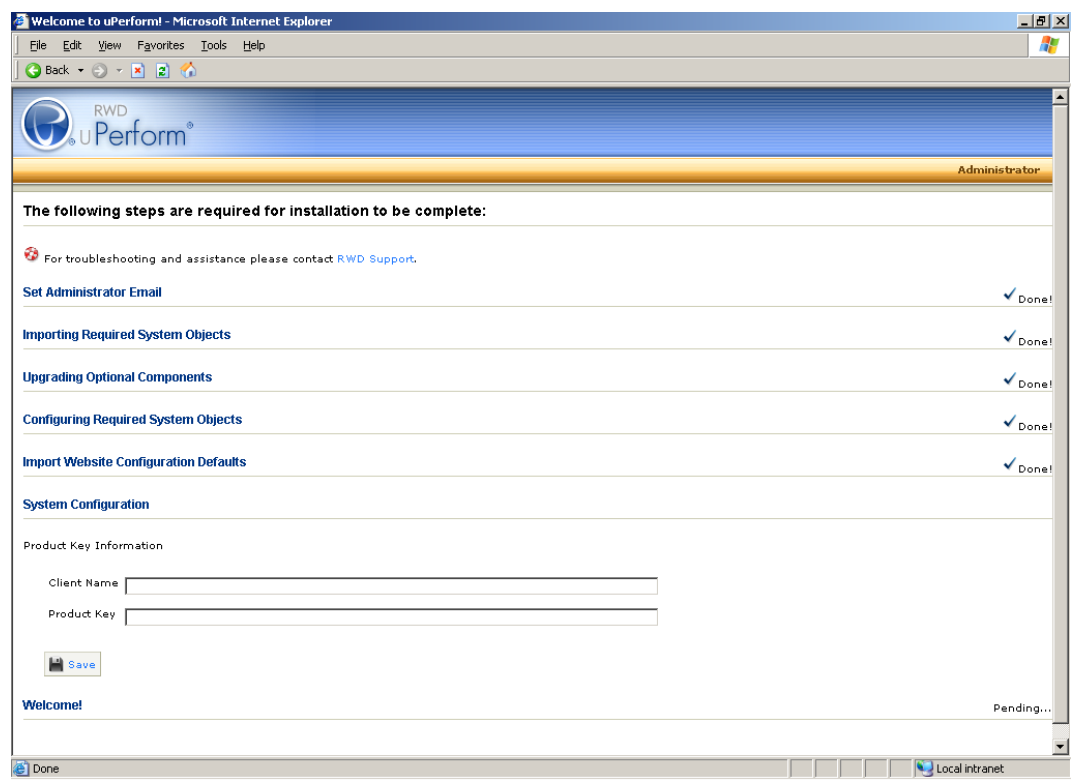 Welcome to uPerform! - Microsoft Internet Explorer
File Edit View Favorites Tools Help
Back
RWD
uPerform®
Administrator
The following steps are required for installation to be complete:
For troubleshooting and assistance please contact RWD Support.
Set Administrator Email
Done!
Importing Required System Objects
Done!
Upgrading Optional Components
Done!
Configuring Required System Objects
Done!
Import Website Configuration Defaults
Done!
System Configuration
Product Key Information
Client Name
Product Key
Save
Welcome!
Pending...
Done
Local intranet